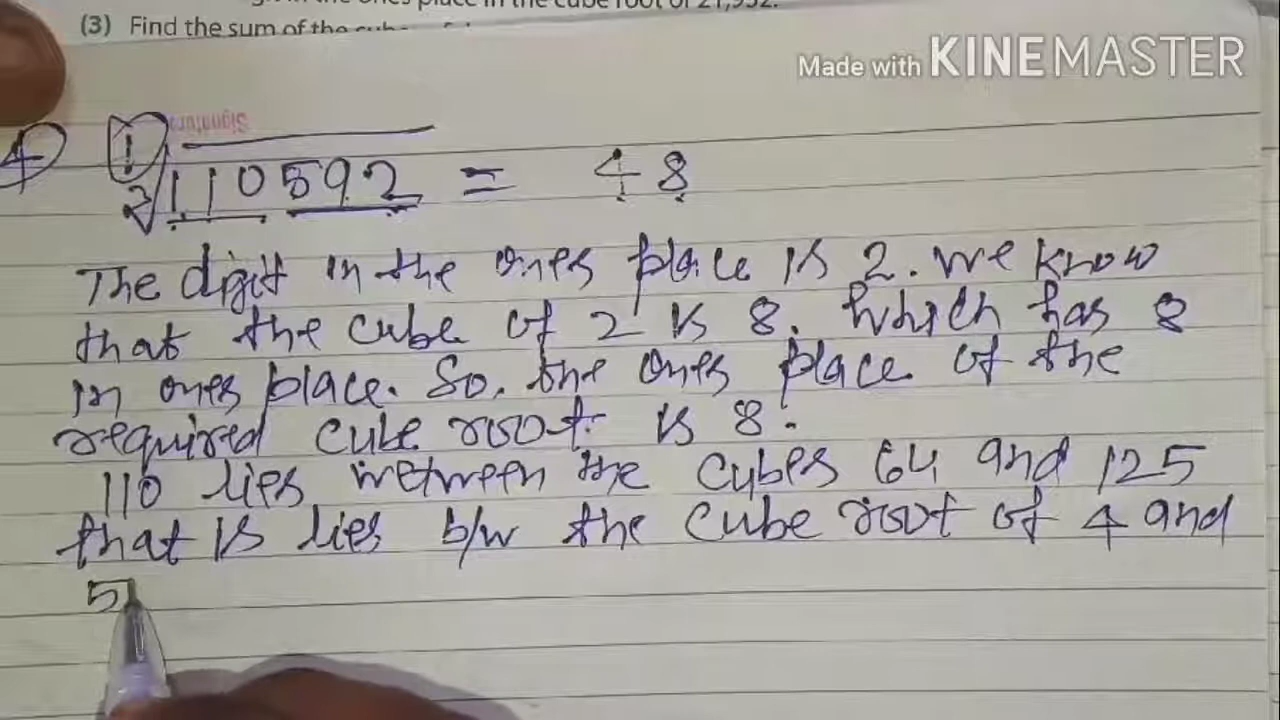 (3) Find the sum of the
Made with KINEMASTER
Signature
4 1
3√110592 = 48
The digit in the ones place is 2. We know
that the cube of 2 is 8. Which has 8
in ones place. So, the ones place of the
required cube root is 8.
110 lies between the cubes 64 and 125
that is lies b/w the cube root of 4 and
5